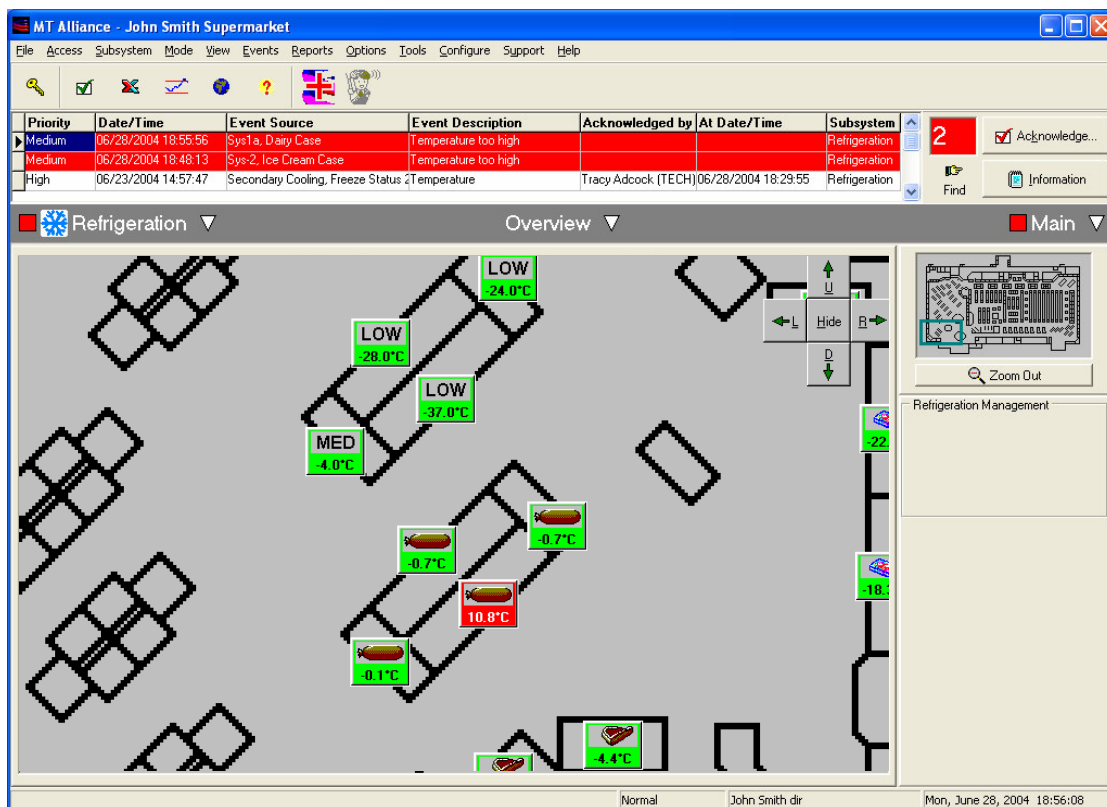 MT Alliance - John Smith Supermarket
File Access Subsystem Mode View Events Reports Options Tools Configure Support Help
Priority Date/Time Event Source Event Description Acknowledged by At Date/Time Subsystem
Medium 06/28/2004 18:55:56 Sys1a, Dairy Case Temperature too high Refrigeration
Medium 06/28/2004 18:48:13 Sys-2, Ice Cream Case Temperature too high Refrigeration
High 06/23/2004 14:57:47 Secondary Cooling, Freeze Status 2 Temperature Tracy Adcock (TECH) 06/28/2004 18:29:55 Refrigeration
2
Acknowledge...
Find
Information
Refrigeration Overview Main
LOW
-24.0°C
U
L Hide R
D
LOW
-28.0°C
LOW
-37.0°C
MED
-4.0°C
Zoom Out
Refrigeration Management
-22.
-0.7°C
-0.7°C
10.8°C
-18.
-0.1°C
-4.4°C
Normal John Smith dir Mon, June 28, 2004 18:56:08